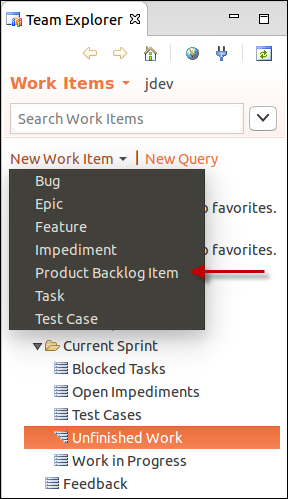 Team Explorer
Work Items jdev
Search Work Items
New Work Item | New Query
Bug
Epic
favorites.
Feature
Impediment
favorites.
Product Backlog Item
Task
Test Case
Current Sprint
Blocked Tasks
Open Impediments
Test Cases
Unfinished Work
Work in Progress
Feedback